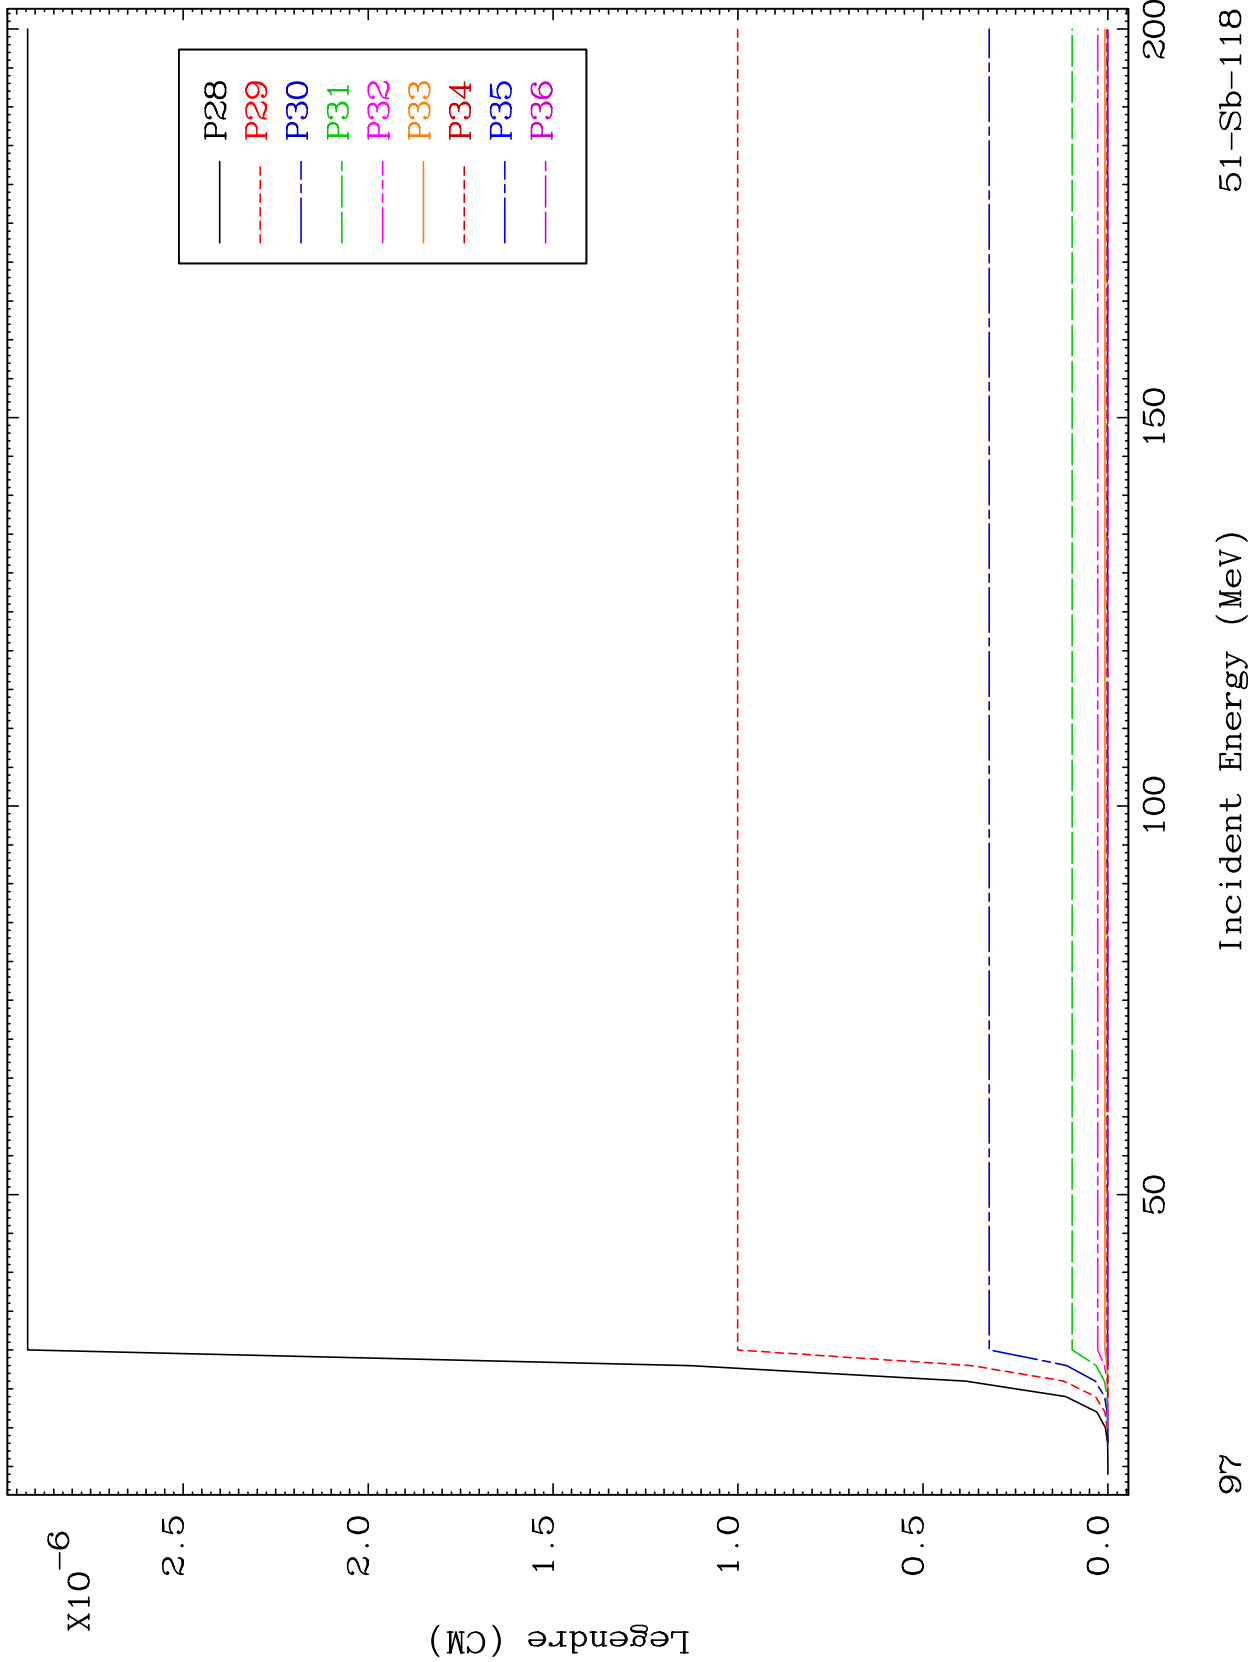 X10-6
Legendre (CM)
2.5
2.0
1.5
1.0
0.5
0.0
P28
P29
P30
P31
P32
P33
P34
P35
P36
50
100
150
200
Incident Energy (MeV)
97
51-Sb-118